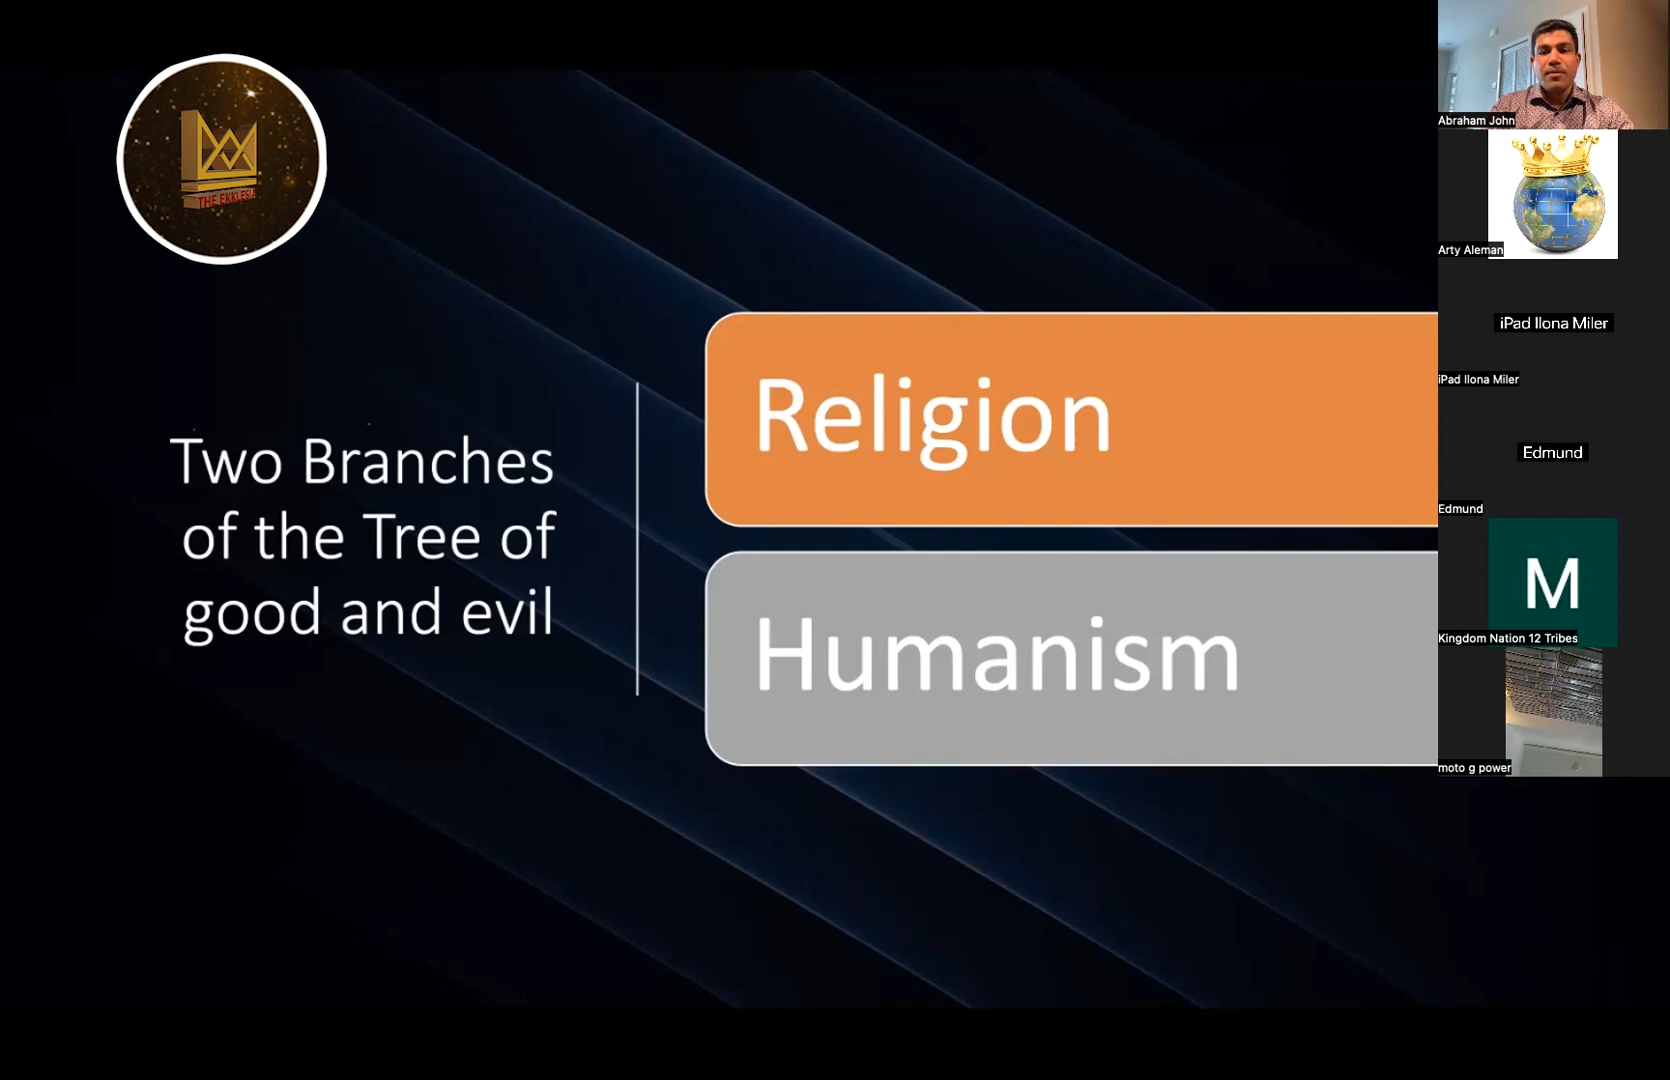 THE EKKLESIA
Two Branches
of the Tree of
good and evil
Religion
Humanism
Abraham John
Arty Aleman
iPad Ilona Miler
iPad Ilona Miler
Edmund
Edmund
M
Kingdom Nation 12 Tribes
moto g power